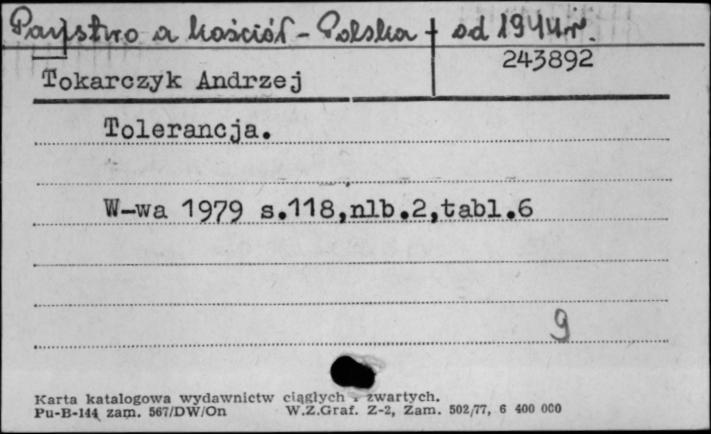 Państwo a kościół - Polska + od 1944r.
243892
Tokarczyk Andrzej
Tolerancja.
W-wa 1979 s.118,nlb.2,tabl.6
9
Karta katalogowa wydawnictw ciągłych i zwartych.
Pu-B-144 zam. 567/DW/On W.Z.Graf. Z-2, Zam. 502/77, 6 400 000